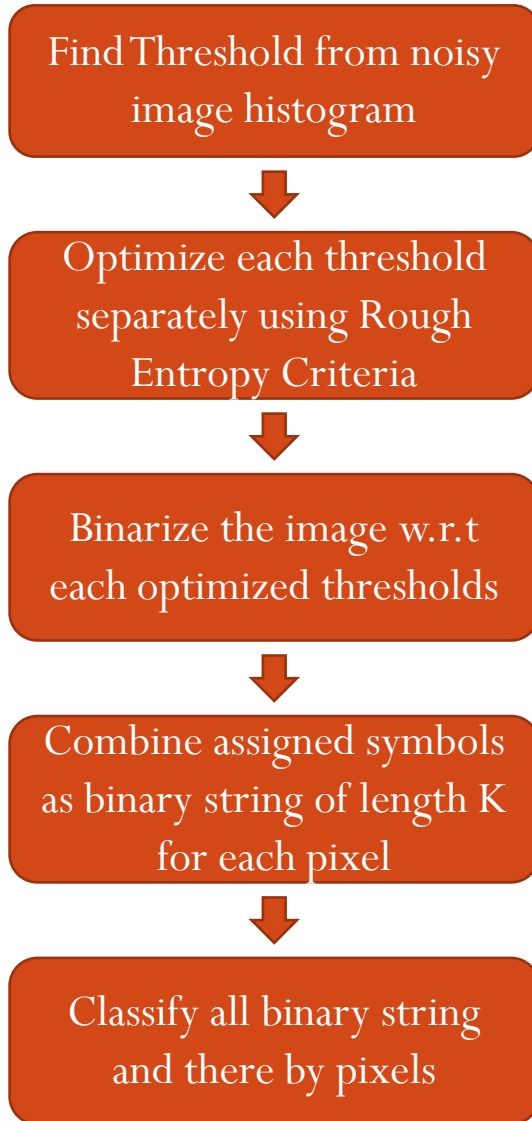 Find Threshold from noisy
image histogram
Optimize each threshold
separately using Rough
Entropy Criteria
Binarize the image w.r.t
each optimized thresholds
Combine assigned symbols
as binary string of length K
for each pixel
Classify all binary string
and there by pixels